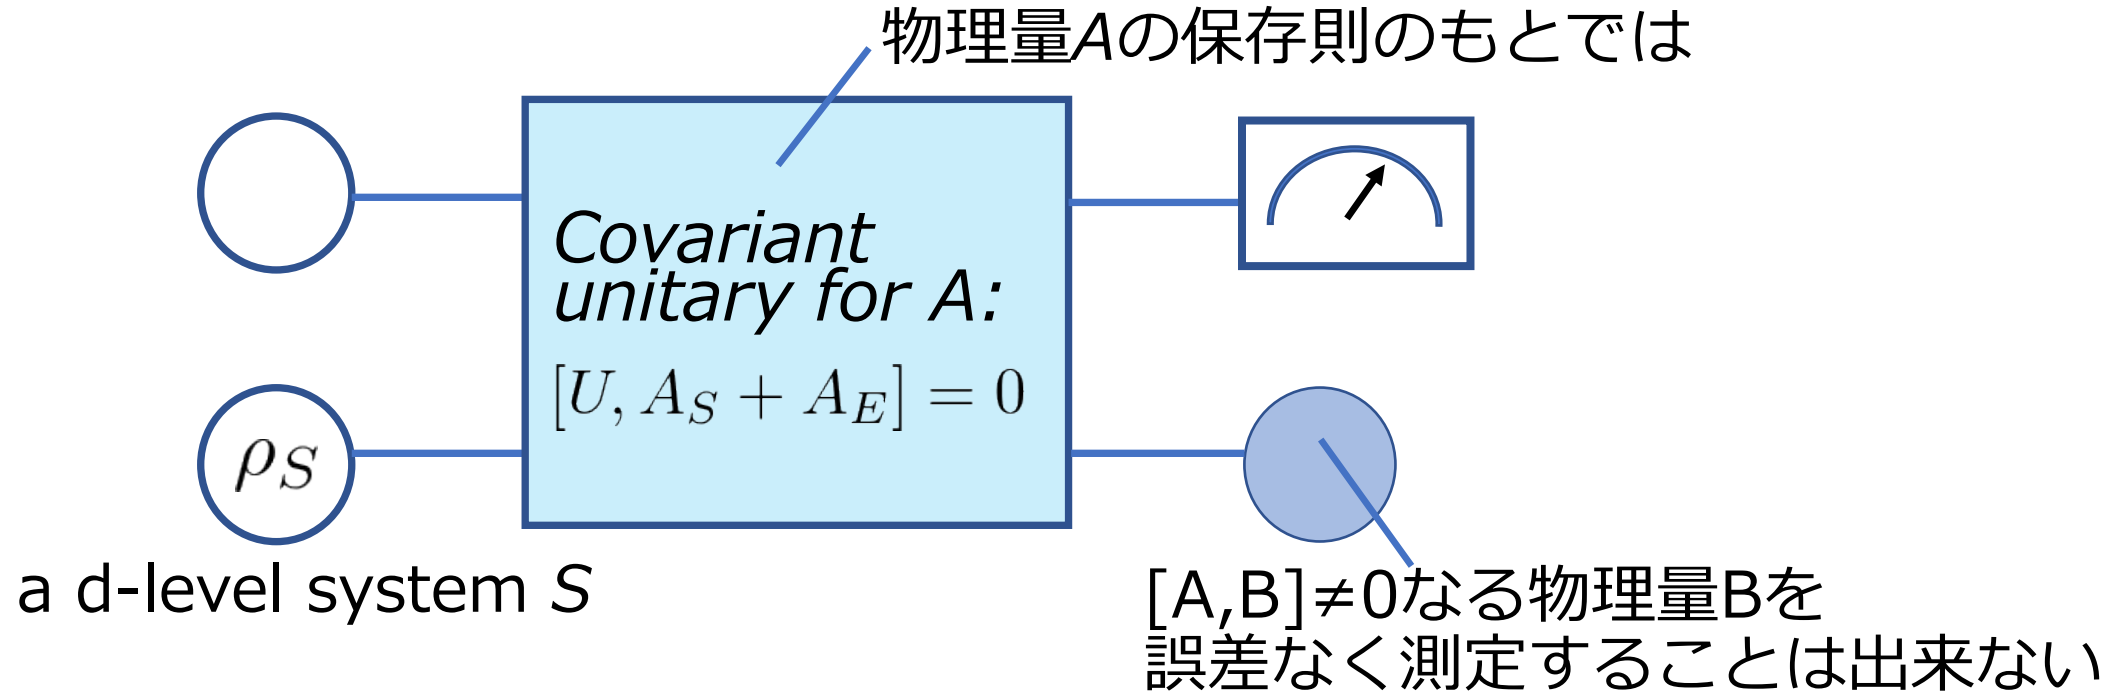 物理量Aの保存則のもとでは
Covariant
unitary for A:
[U, A_S + A_E] = 0
ρ_S
a d-level system S
[A,B]≠0なる物理量Bを
誤差なく測定することは出来ない